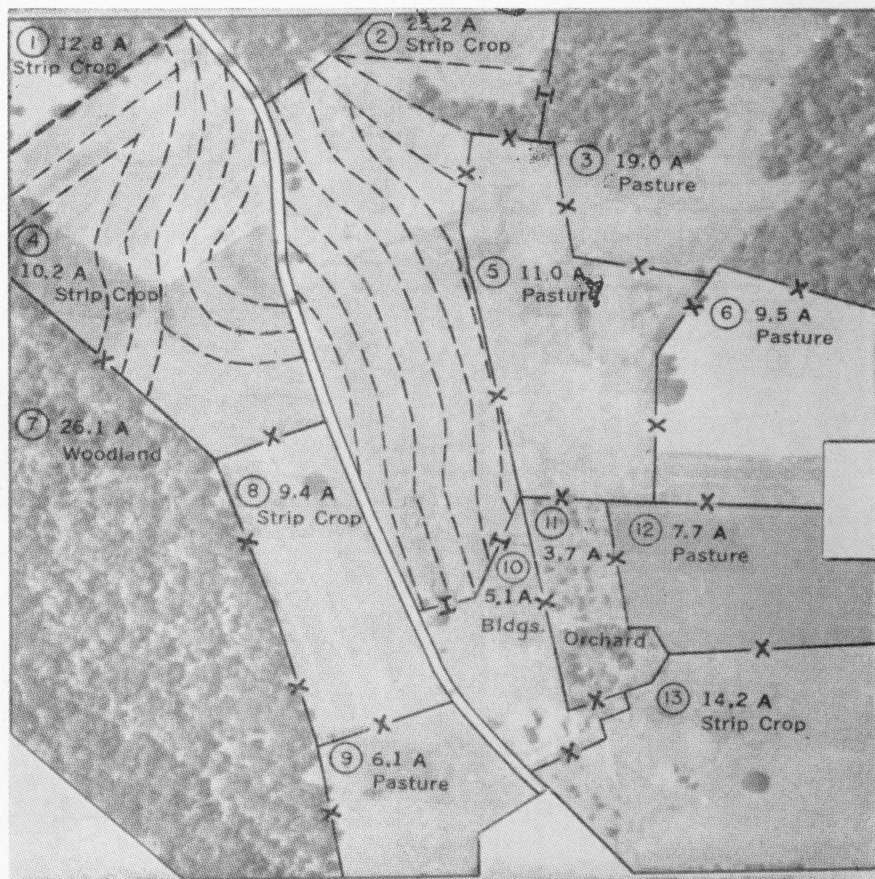 1 12.8 A
Strip Crop
2 25.2 A
Strip Crop
3 19.0 A
Pasture
4
10.2 A
Strip Crop
5 11.0 A
Pasture
6 9.5 A
Pasture
7 26.1 A
Woodland
8 9.4 A
Strip Crop
9 6.1 A
Pasture
10
5.1 A
Bldgs.
11
3.7 A
Orchard
12 7.7 A
Pasture
13 14.2 A
Strip Crop